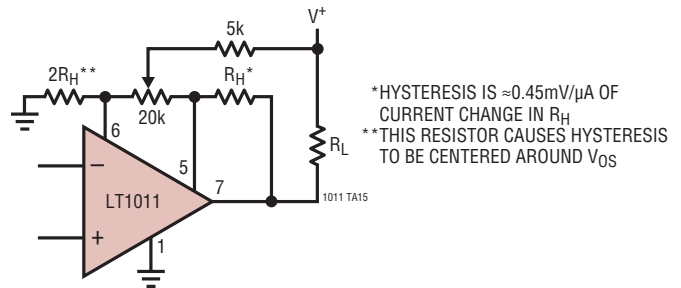 V+
5k
2RH**
RH*
20k
6
5
RL
*HYSTERESIS IS ≈0.45mV/µA OF
CURRENT CHANGE IN RH
**THIS RESISTOR CAUSES HYSTERESIS
TO BE CENTERED AROUND VOS
−
LT1011
7
1011 TA15
+
1